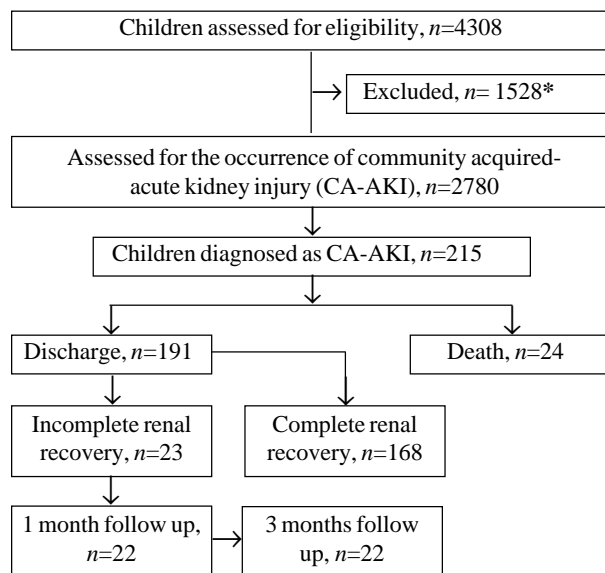 Children assessed for eligibility, n=4308
Excluded, n= 1528*
Assessed for the occurrence of community acquired-
acute kidney injury (CA-AKI), n=2780
Children diagnosed as CA-AKI, n=215
Discharge, n=191
Death, n=24
Incomplete renal
recovery, n=23
Complete renal
recovery, n=168
1 month follow up,
n=22
3 months follow
up, n=22